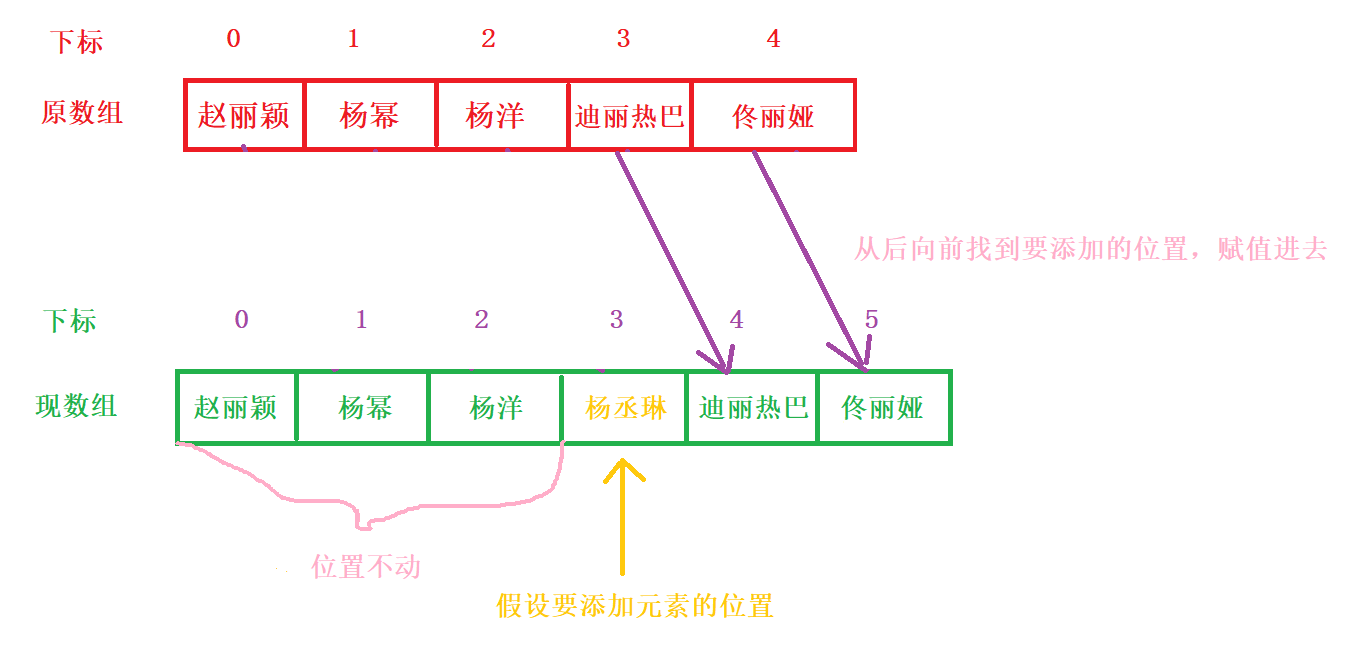 下标 0 1 2 3 4
原数组 赵丽颖 杨幂 杨洋 迪丽热巴 佟丽娅
从后向前找到要添加的位置，赋值进去
下标 0 1 2 3 4 5
现数组 赵丽颖 杨幂 杨洋 杨丞琳 迪丽热巴 佟丽娅
位置不动
假设要添加元素的位置